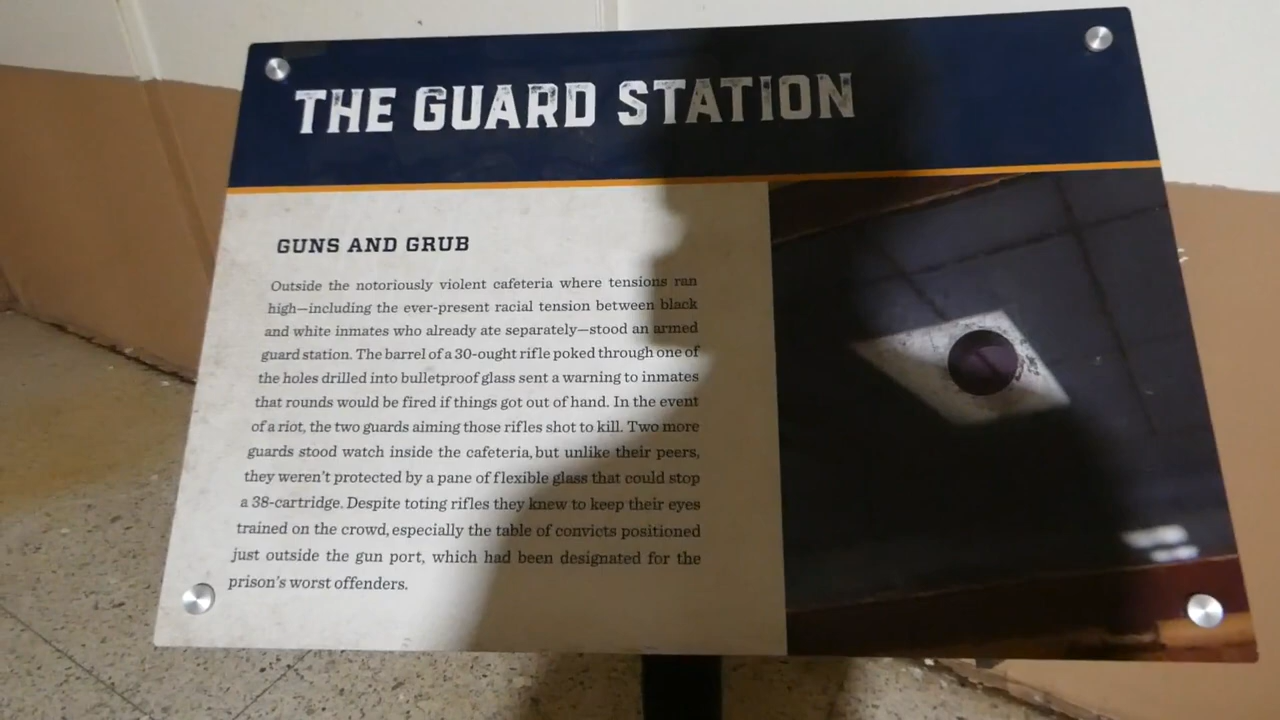 THE GUARD STATION
GUNS AND GRUB
Outside the notoriously violent cafeteria where tensions ran
high—including the ever-present racial tension between black
and white inmates who already ate separately—stood an armed
guard station. The barrel of a 30-ought rifle poked through one of
the holes drilled into bulletproof glass sent a warning to inmates
that rounds would be fired if things got out of hand. In the event
of a riot, the two guards aiming those rifles shot to kill. Two more
guards stood watch inside the cafeteria, but unlike their peers,
they weren't protected by a pane of flexible glass that could stop
a 38-cartridge. Despite toting rifles they knew to keep their eyes
trained on the crowd, especially the table of convicts positioned
just outside the gun port, which had been designated for the
prison's worst offenders.